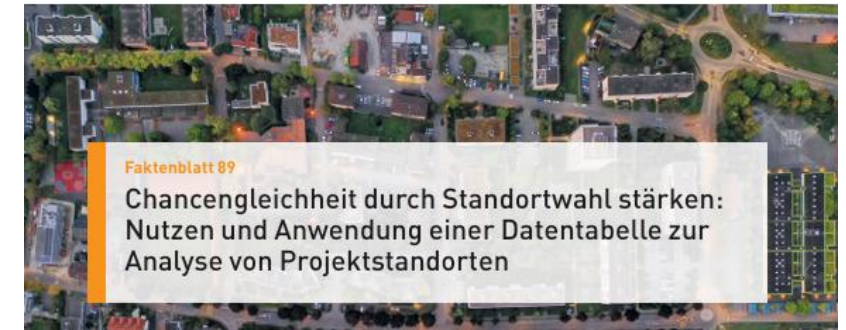 Faktenblatt 89
Chancengleichheit durch Standortwahl stärken:
Nutzen und Anwendung einer Datentabelle zur
Analyse von Projektstandorten